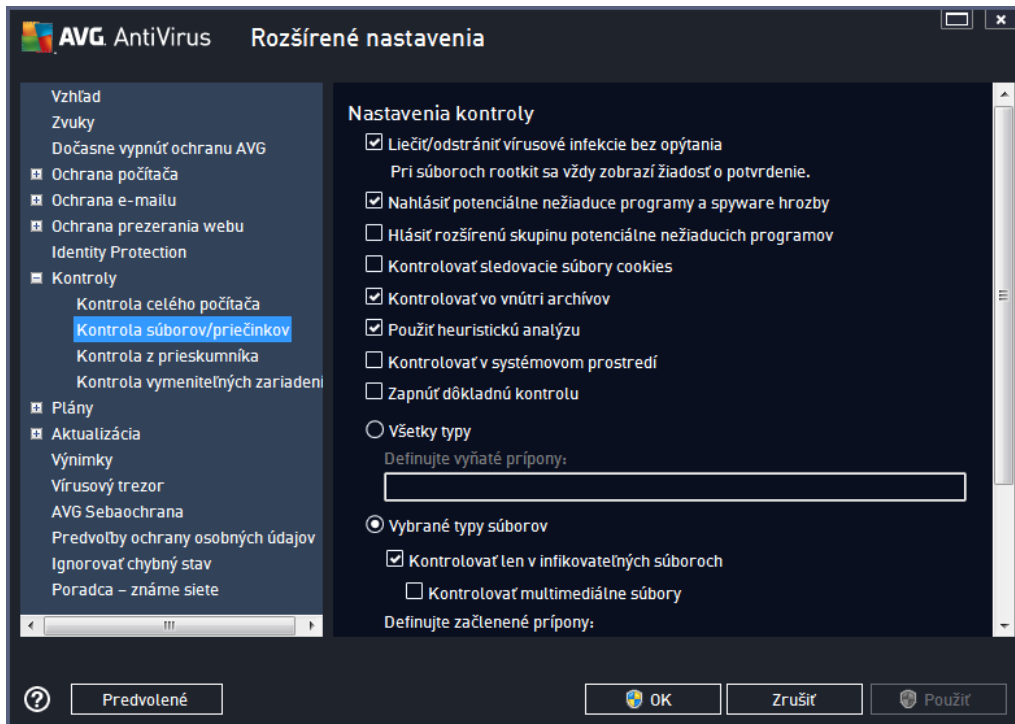 AVG AntiVirus Rozšírené nastavenia
Vzhľad
Zvuky
Dočasne vypnúť ochranu AVG
Ochrana počítača
Ochrana e-mailu
Ochrana prezerania webu
Identity Protection
Kontroly
Kontrola celého počítača
Kontrola súborov/priečinkov
Kontrola z prieskumníka
Kontrola vymeniteľných zariadení
Plány
Aktualizácia
Výnimky
Vírusový trezor
AVG Sebaochrana
Predvoľby ochrany osobných údajov
Ignorovať chybný stav
Poradca – známe siete
Nastavenia kontroly
Liečiť/odstrániť vírusové infekcie bez opýtania
Pri súboroch rootkit sa vždy zobrazí žiadosť o potvrdenie.
Nahlásiť potenciálne nežiaduce programy a spyware hrozby
Hlásiť rozšírenú skupinu potenciálne nežiaducich programov
Kontrolovať sledovacie súbory cookies
Kontrolovať vo vnútri archívov
Použiť heuristickú analýzu
Kontrolovať v systémovom prostredí
Zapnúť dôkladnú kontrolu
Všetky typy
Definujte vyňaté prípony:
Vybrané typy súborov
Kontrolovať len v infikovateľných súboroch
Kontrolovať multimediálne súbory
Definujte začlenené prípony:
Predvolené
OK
Zrušiť
Použiť